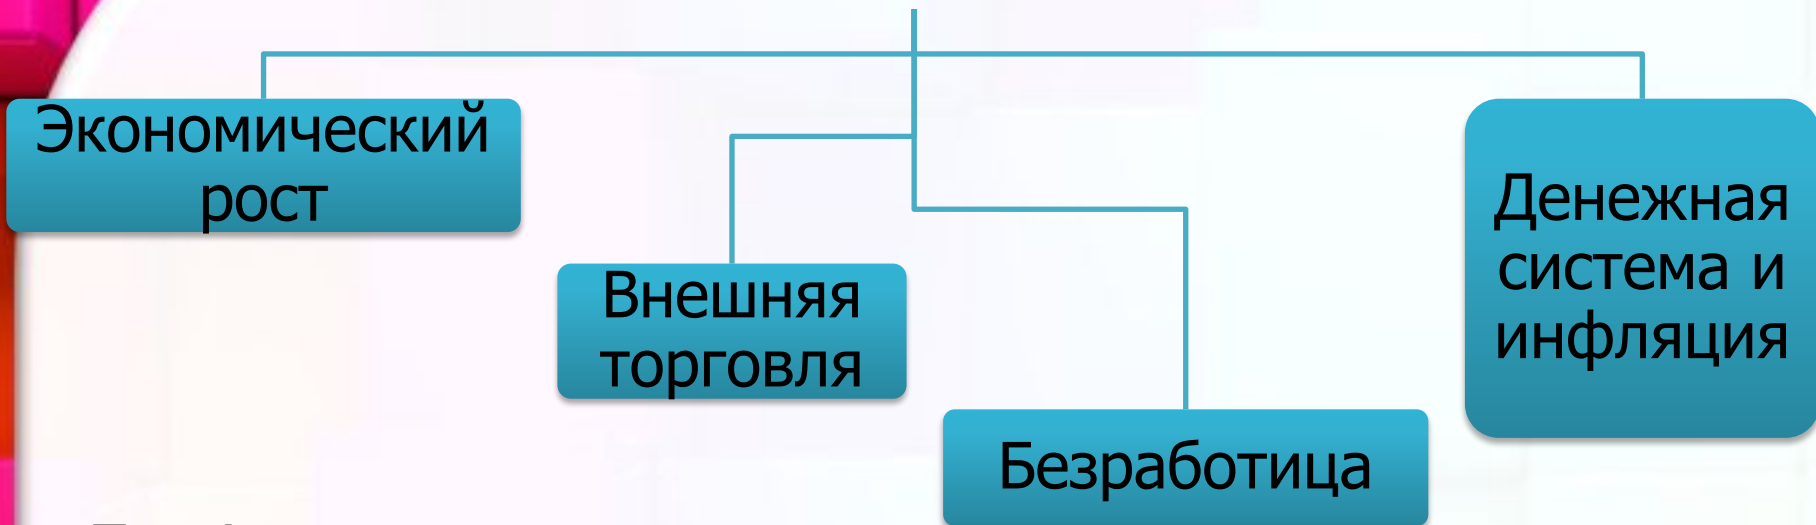 Экономический
рост
Внешняя
торговля
Безработица
Денежная
система и
инфляция